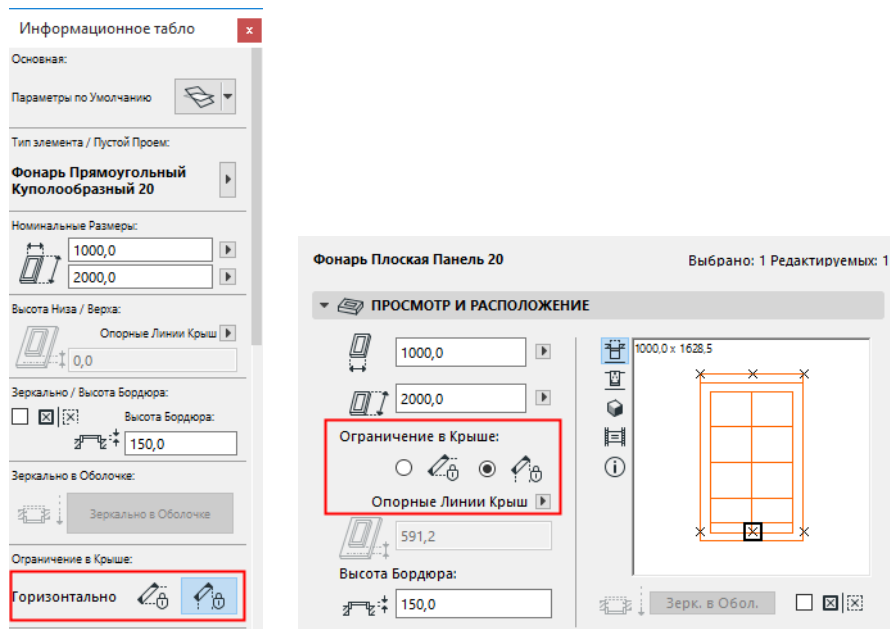 Информационное табло
x
Основная:
Параметры по Умолчанию
Тип элемента / Пустой Проем:
Фонарь Прямоугольный
Куполообразный 20
Номинальные Размеры:
1000,0
2000,0
Высота Низа / Верха:
Опорные Линии Крыш
0,0
Зеркально / Высота Бордюра:
Высота Бордюра:
150,0
Зеркально в Оболочке:
Зеркально в Оболочке
Ограничение в Крыше:
Горизонтально
Фонарь Плоская Панель 20
Выбрано: 1 Редактируемых: 1
ПРОСМОТР И РАСПОЛОЖЕНИЕ
1000,0
2000,0
Ограничение в Крыше:
Опорные Линии Крыш
591,2
Высота Бордюра:
150,0
1000,0 x 1628,5
Зерк. в Обол.